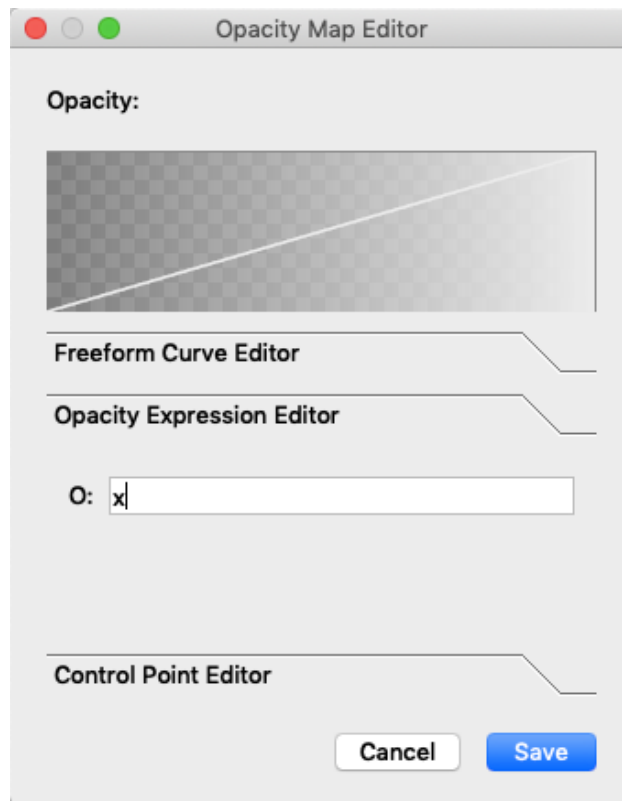 Opacity Map Editor
Opacity:
Freeform Curve Editor
Opacity Expression Editor
O: x
Control Point Editor
Cancel Save